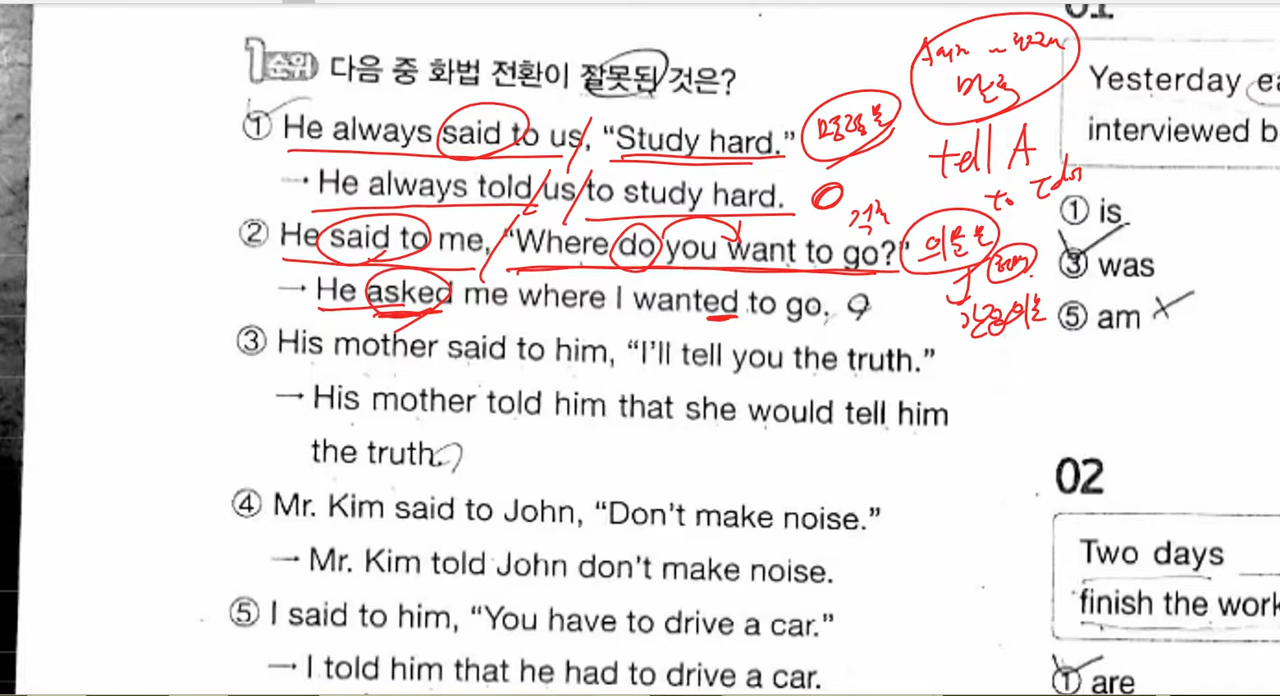 1순위 다음 중 화법 전환이 잘못된 것은?
① He always said to us, “Study hard.” 명령문
→ He always told us to study hard.
② He said to me, “Where do you want to go?” 의문문
→ He asked me where I wanted to go.
③ His mother said to him, “I’ll tell you the truth.”
→ His mother told him that she would tell him
the truth.
④ Mr. Kim said to John, “Don’t make noise.”
→ Mr. Kim told John don’t make noise.
⑤ I said to him, “You have to drive a car.”
→ I told him that he had to drive a car.
tell A
to
01
Yesterday ea
interviewed b
① is
③ was
⑤ am
02
Two days
finish the work
① are